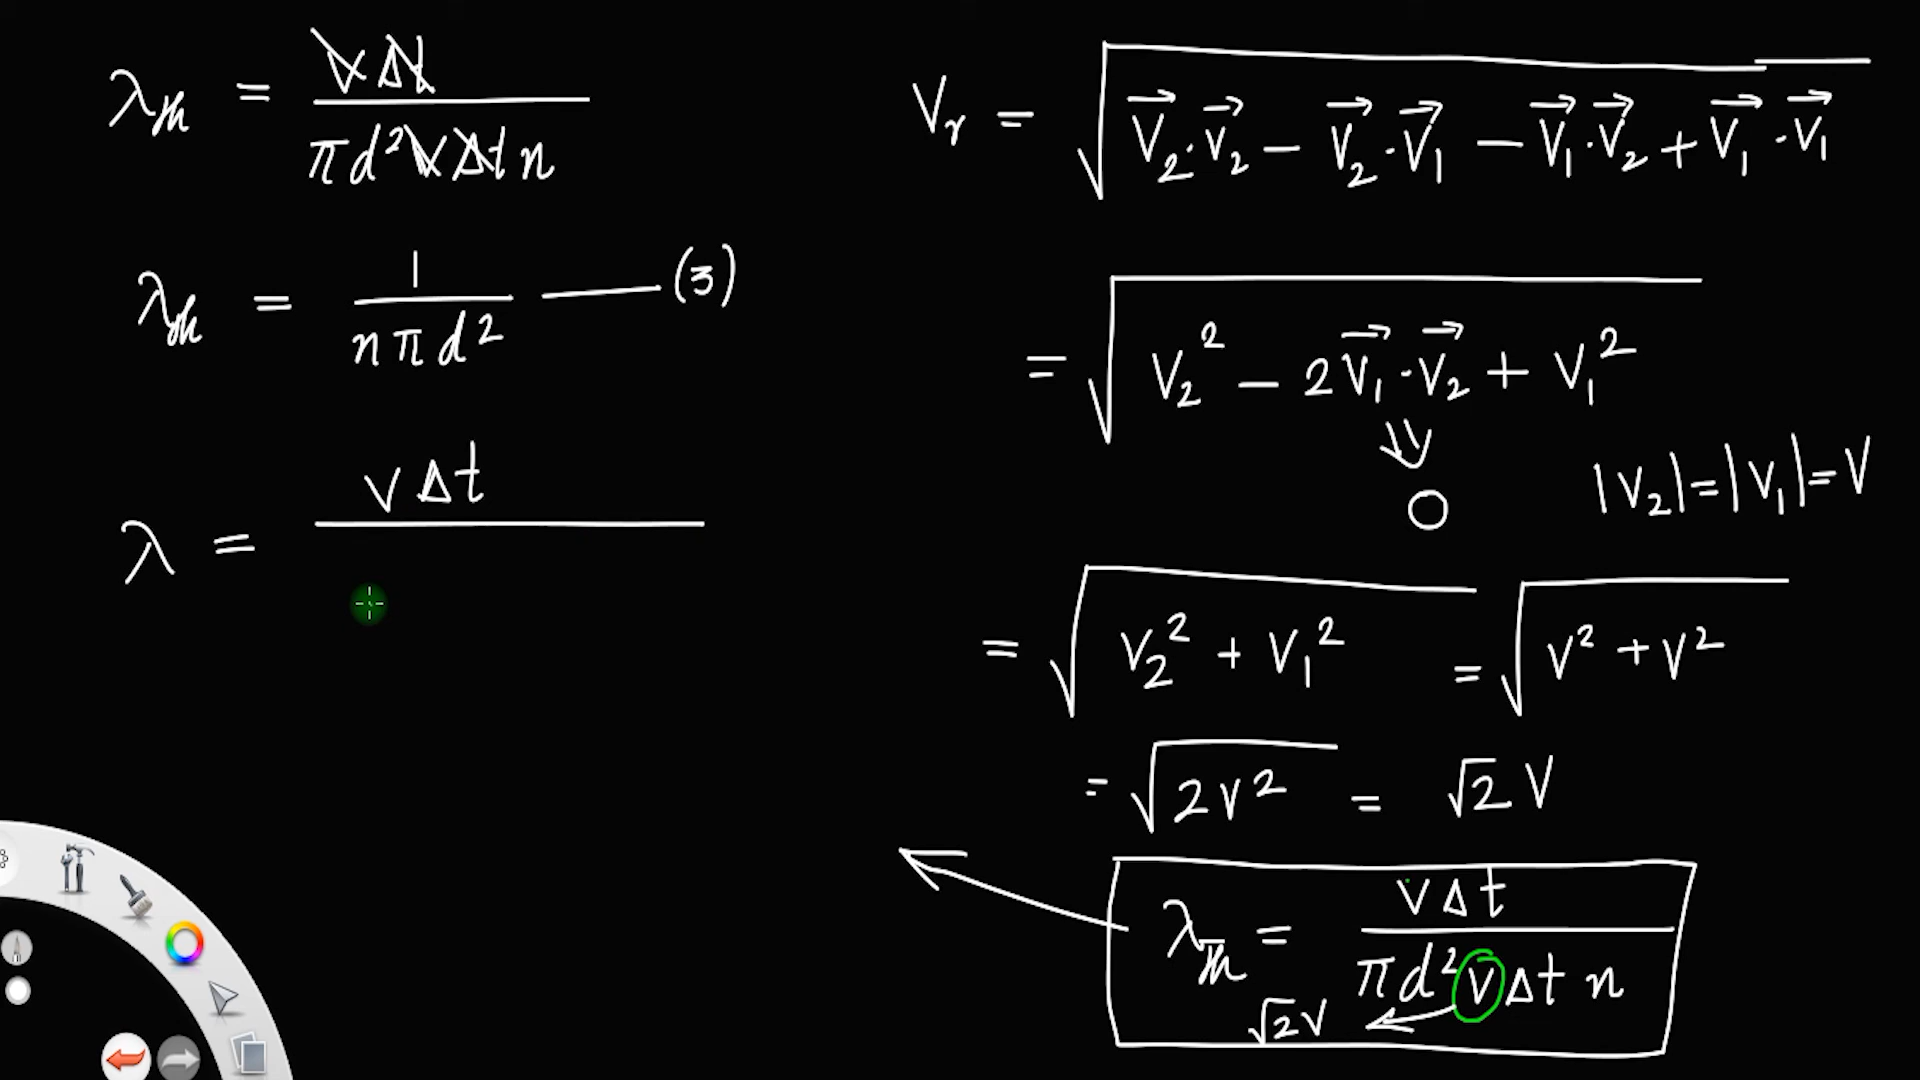 λₘ = vΔt / πd²vΔtn
λₘ = 1 / nπd² —— (3)
λ = vΔt /
Vᵣ = √(V⃗₂·V⃗₂ − V⃗₂·V⃗₁ − V⃗₁·V⃗₂ + V⃗₁·V⃗₁)
= √(V₂² − 2V⃗₁·V⃗₂ + V₁²)
⇓
0
|V₂| = |V₁| = V
= √(V₂² + V₁²) = √(V² + V²)
= √(2V²) = √2 V
λₘ = vΔt / πd²vΔt n
√2V